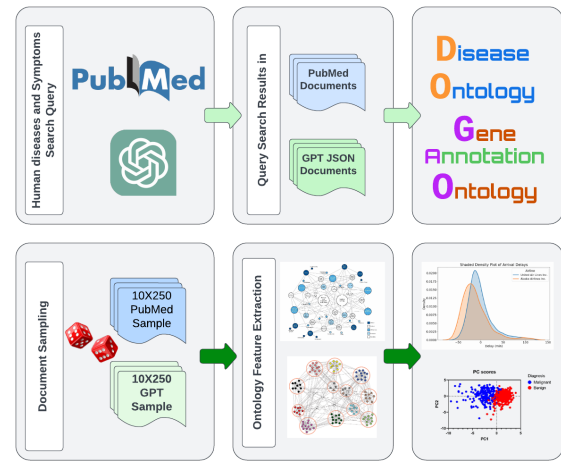 Human diseases and Symptoms
Search Query
PubMed
Query Search Results in
PubMed
Documents
GPT JSON
Documents
Disease
Ontology
Gene
Annotation
Ontology
Document Sampling
10X250
PubMed
Sample
10X250
GPT
Sample
Ontology Feature Extraction
Shaded Density Plot of Arrival Delays
Density
PC scores
PC2
PC1
Diagnosis
Malignant
Benign